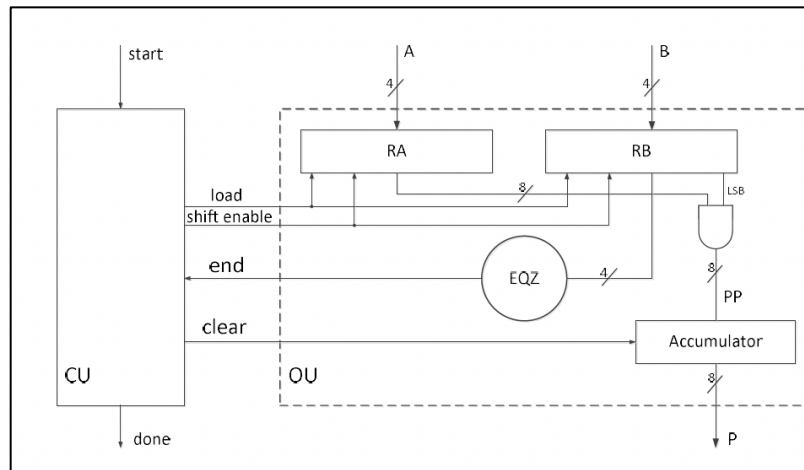 start
A
B
4
4
RA
RB
load
8
LSB
shift enable
end
EQZ
4
8
PP
clear
Accumulator
CU
OU
8
done
P